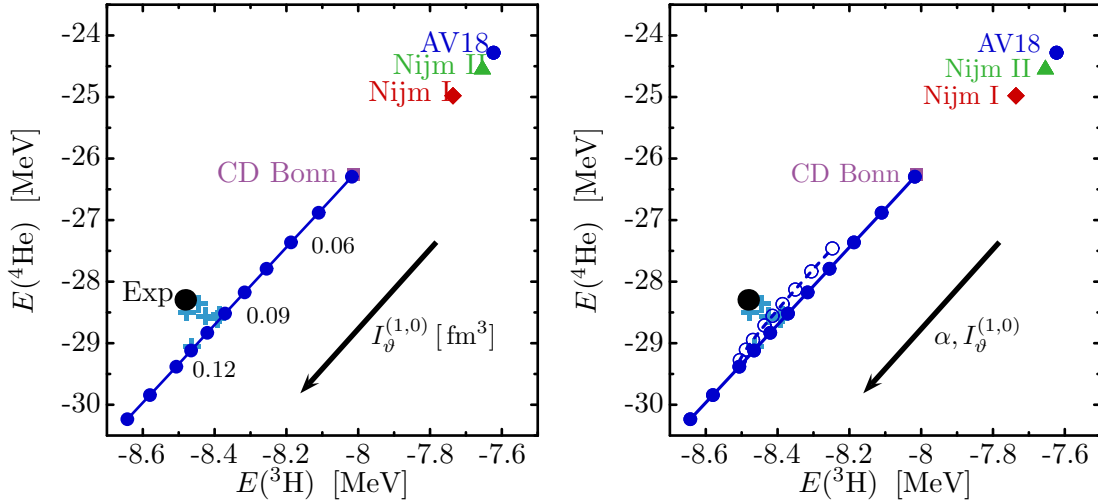 -24
-25
-26
-27
-28
-29
-30
E(⁴He) [MeV]
AV18
Nijm II
Nijm I
CD Bonn
0.06
Exp
0.09
I_ϑ^(1,0) [fm³]
0.12
-8.6 -8.4 -8.2 -8 -7.8 -7.6
E(³H) [MeV]
-24
-25
-26
-27
-28
-29
-30
E(⁴He) [MeV]
AV18
Nijm II
Nijm I
CD Bonn
α, I_ϑ^(1,0)
-8.6 -8.4 -8.2 -8 -7.8 -7.6
E(³H) [MeV]